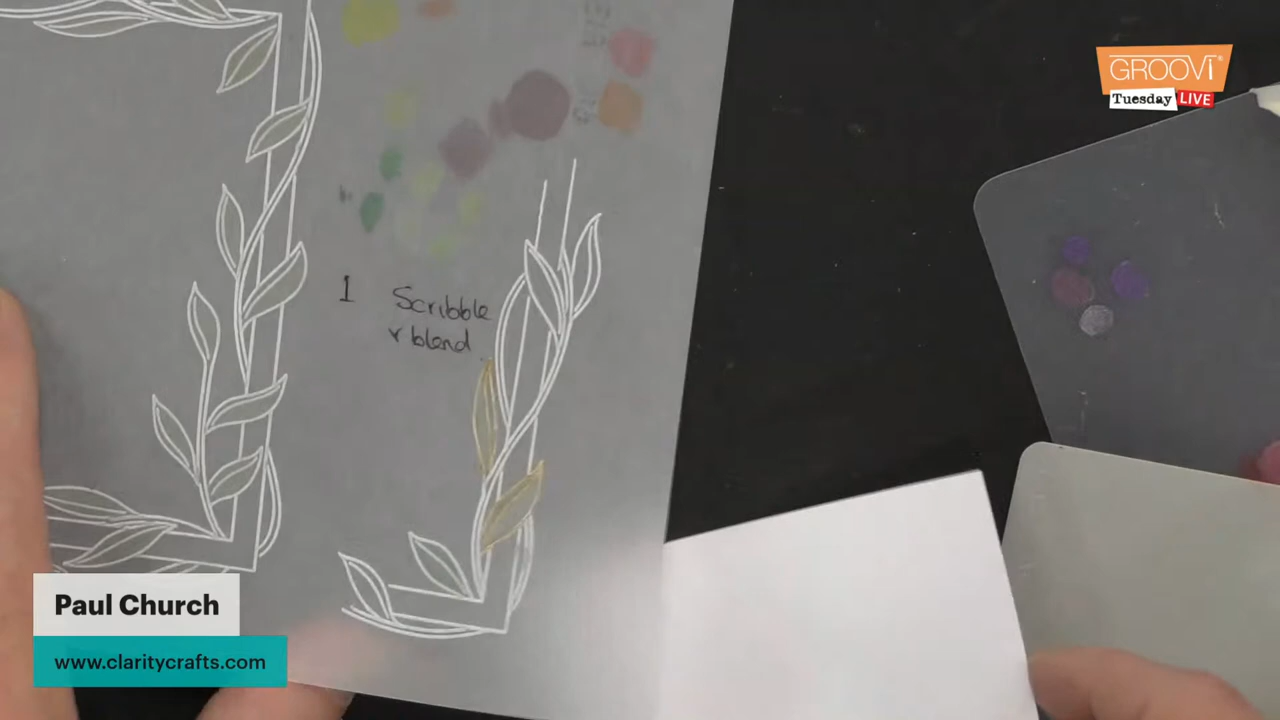 GROOVI
Tuesday LIVE
1 Scribble
+ blend
Paul Church
www.claritycrafts.com